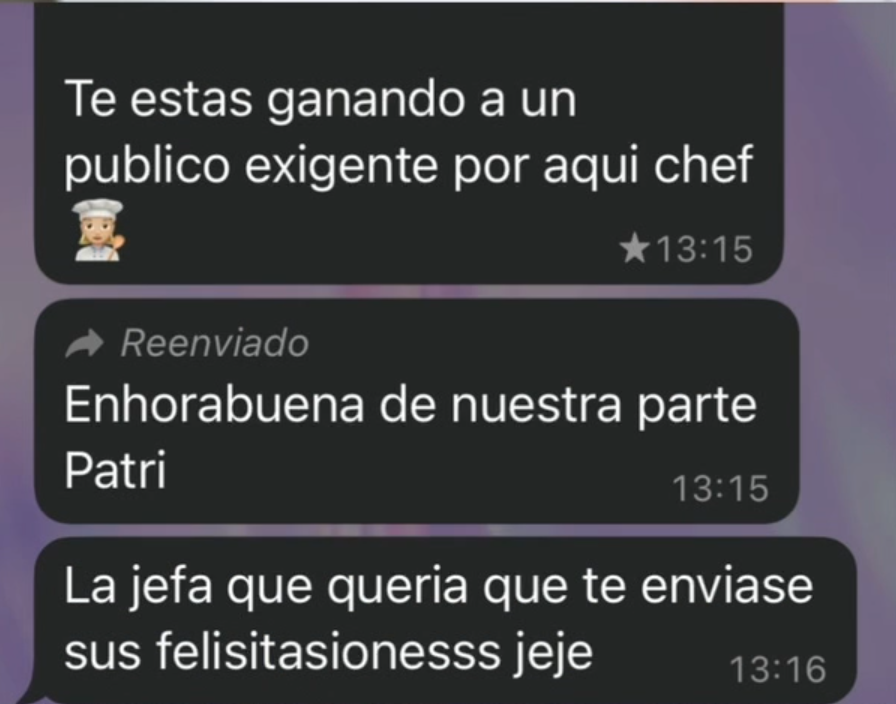 Te estas ganando a un
publico exigente por aqui chef
👩🏼‍🍳
★13:15
Reenviado
Enhorabuena de nuestra parte
Patri
13:15
La jefa que queria que te enviase
sus felisitasionesss jeje
13:16